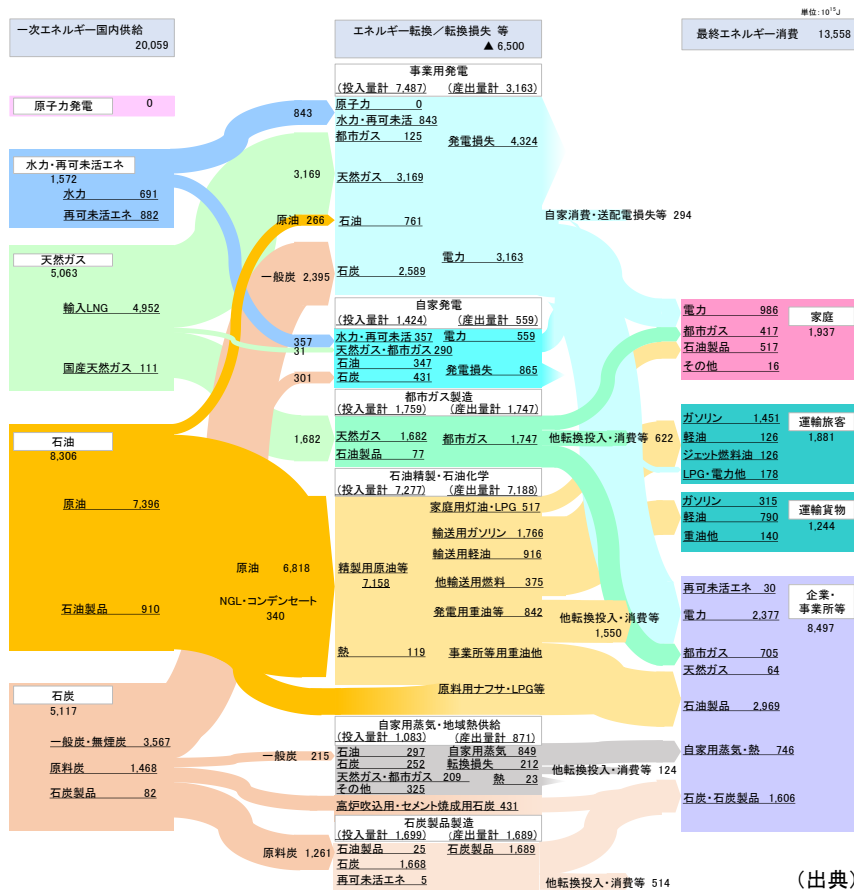 単位:10¹⁵J
一次エネルギー国内供給
20,059
エネルギー転換/転換損失 等
▲ 6,500
最終エネルギー消費 13,558
原子力発電 0
水力・再可未活エネ
1,572
水力 691
再可未活エネ 882
天然ガス
5,063
輸入LNG 4,952
国産天然ガス 111
石油
8,306
原油 7,396
石油製品 910
石炭
5,117
一般炭・無煙炭 3,567
原料炭 1,468
石炭製品 82
843
3,169
原油 266
一般炭 2,395
357
31
301
1,682
原油 6,818
NGL・コンデンセート
340
一般炭 215
原料炭 1,261
事業用発電
(投入量計 7,487) (産出量計 3,163)
原子力 0
水力・再可未活 843
都市ガス 125
発電損失 4,324
天然ガス 3,169
石油 761
電力 3,163
石炭 2,589
自家発電
(投入量計 1,424) (産出量計 559)
水力・再可未活 357 電力 559
天然ガス・都市ガス 290
石油 347
発電損失 865
石炭 431
都市ガス製造
(投入量計 1,759) (産出量計 1,747)
天然ガス 1,682 都市ガス 1,747
石油製品 77
石油精製・石油化学
(投入量計 7,277) (産出量計 7,188)
家庭用灯油・LPG 517
輸送用ガソリン 1,766
輸送用軽油 916
精製用原油等
7,158
他輸送用燃料 375
発電用重油等 842
熱 119 事業所等用重油他
原料用ナフサ・LPG等
自家用蒸気・地域熱供給
(投入量計 1,083) (産出量計 871)
石油 297 自家用蒸気 849
石炭 252 転換損失 212
天然ガス・都市ガス 209 熱 23
その他 325
高炉吹込用・セメント焼成用石炭 431
石炭製品製造
(投入量計 1,699) (産出量計 1,689)
石油製品 25 石炭製品 1,689
石炭 1,668
再可未活エネ 5
自家消費・送配電損失等 294
他転換投入・消費等 622
他転換投入・消費等
1,550
他転換投入・消費等 124
他転換投入・消費等 514
電力 986
家庭
1,937
都市ガス 417
石油製品 517
その他 16
ガソリン 1,451
運輸旅客
1,881
軽油 126
ジェット燃料油 126
LPG・電力他 178
ガソリン 315
運輸貨物
1,244
軽油 790
重油他 140
再可未活エネ 30
企業・
事業所等
8,497
電力 2,377
都市ガス 705
天然ガス 64
石油製品 2,969
自家用蒸気・熱 746
石炭・石炭製品 1,606
(出典)